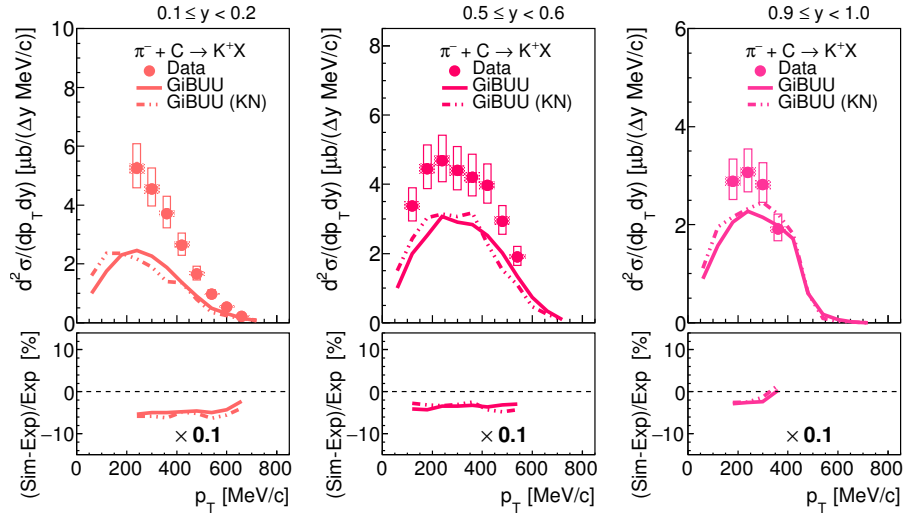 0.1 ≤ y < 0.2
0.5 ≤ y < 0.6
0.9 ≤ y < 1.0
d²σ/(dp_T dy) [μb/(Δy MeV/c)]
10
8
6
4
2
0
π⁻ + C → K⁺X
Data
GiBUU
GiBUU (KN)
d²σ/(dp_T dy) [μb/(Δy MeV/c)]
8
6
4
2
0
π⁻ + C → K⁺X
Data
GiBUU
GiBUU (KN)
d²σ/(dp_T dy) [μb/(Δy MeV/c)]
6
4
2
0
π⁻ + C → K⁺X
Data
GiBUU
GiBUU (KN)
(Sim-Exp)/Exp [%]
10
0
−10
× 0.1
0 200 400 600 800
p_T [MeV/c]
(Sim-Exp)/Exp [%]
10
0
−10
× 0.1
0 200 400 600 800
p_T [MeV/c]
(Sim-Exp)/Exp [%]
10
0
−10
× 0.1
0 200 400 600 800
p_T [MeV/c]